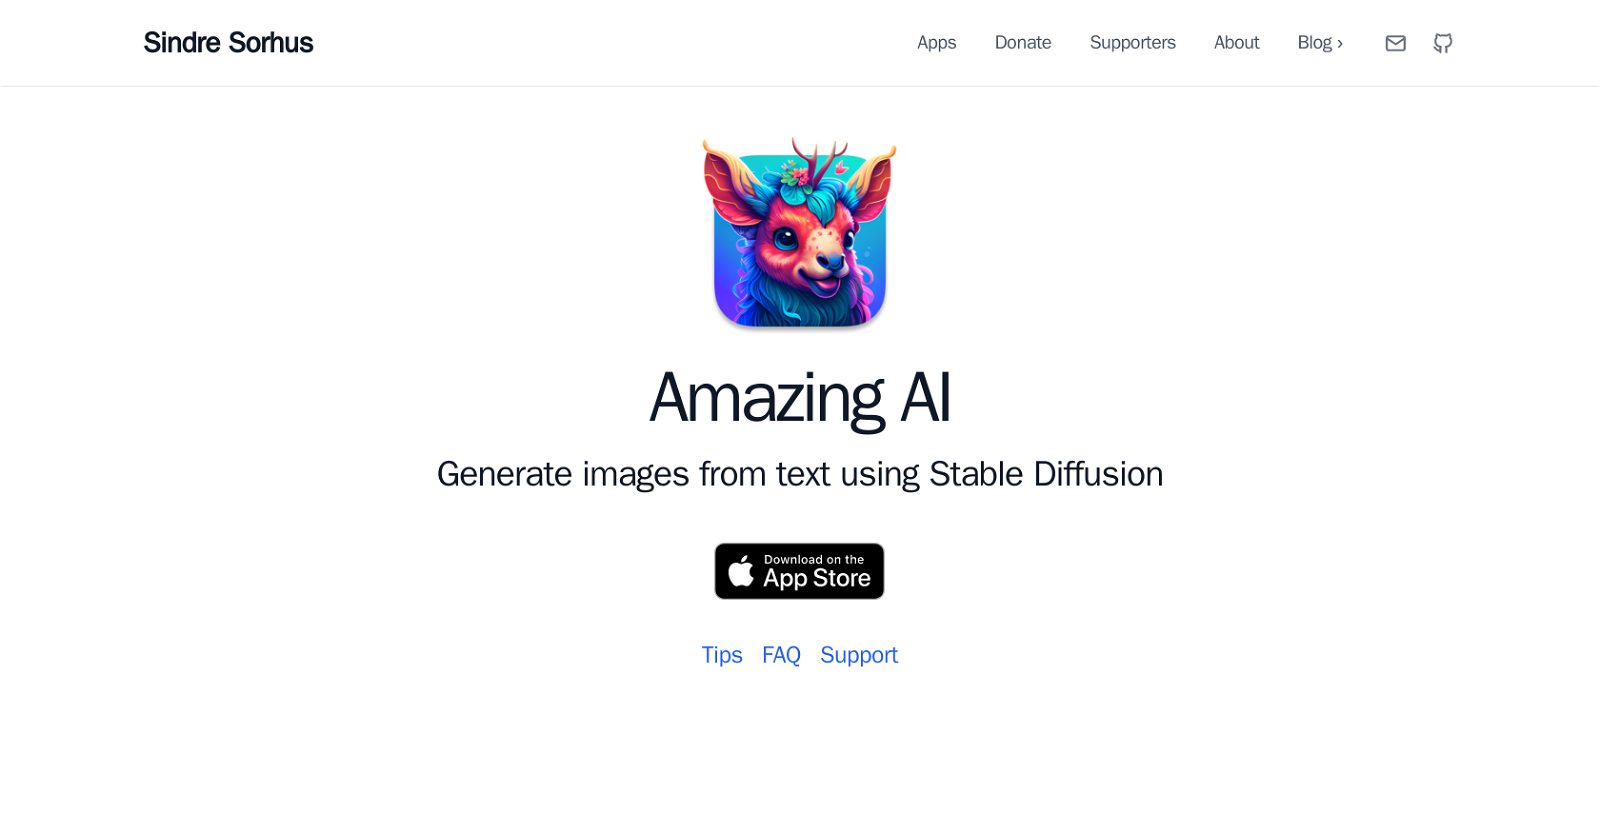 Sindre Sorhus
Apps Donate Supporters About Blog ›
Amazing AI
Generate images from text using Stable Diffusion
Download on the
App Store
Tips FAQ Support